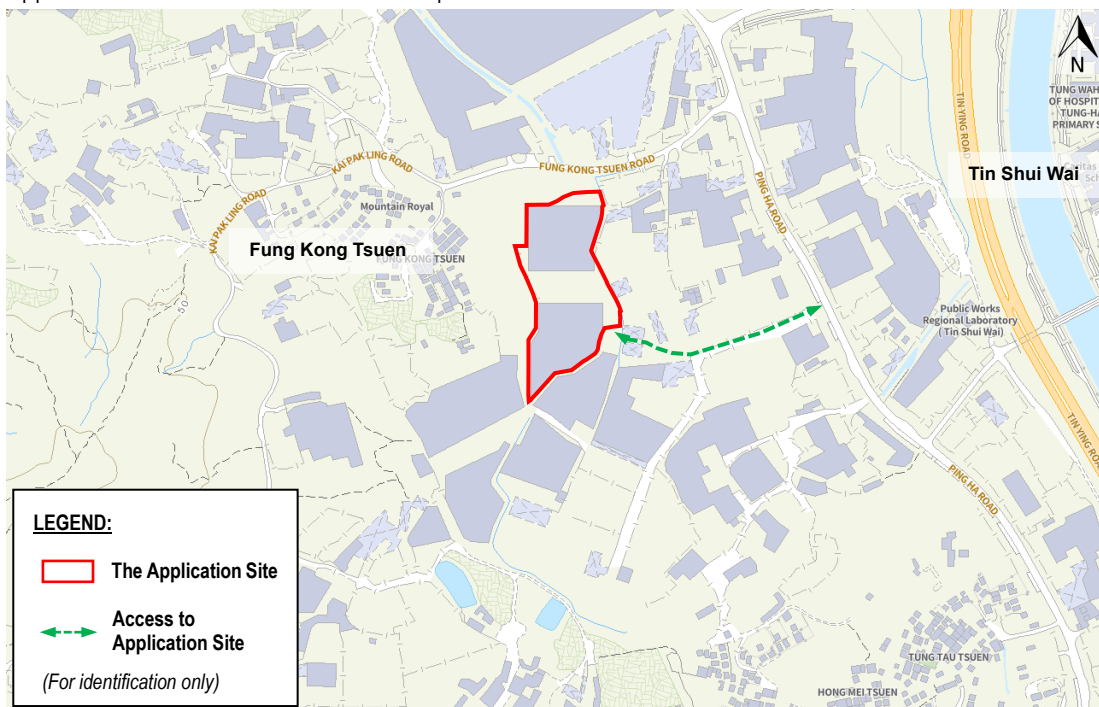 N
TUNG WAH
OF HOSPIT
TUNG-HA
PRIMARY S
TIN YING ROAD
Tin Shui Wai
aritas
Sch
KAI PAK LING ROAD
FUNG KONG TSUEN ROAD
PING HA ROAD
KAI PAK LING ROAD
Mountain Royal
Fung Kong Tsuen
FUNG KONG TSUEN
50
Public Works
Regional Laboratory
(Tin Shui Wai)
TIN YING ROAD
PING HA ROAD
LEGEND:
The Application Site
Access to
Application Site
(For identification only)
TUNG TAU TSUEN
HONG MEI TSUEN